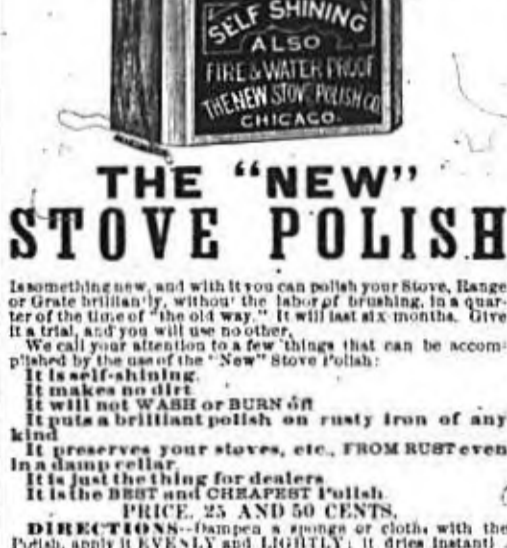 SELF SHINING
ALSO
FIRE & WATER PROOF
THE NEW STOVE POLISH CO
CHICAGO.
THE "NEW"
STOVE POLISH
Is something new, and with it you can polish your Stove, Range
or Grate brilliantly, without the labor of brushing, in a quar-
ter of the time of "the old way." It will last six months. Give
it a trial, and you will use no other.
We call your attention to a few things that can be accom-
plished by the use of the "New" Stove Polish:
It is self-shining.
It makes no dirt
It will not WASH or BURN off
It puts a brilliant polish on rusty iron of any
kind
It preserves your stoves, etc., FROM RUST even
in a damp cellar.
It is just the thing for dealers
It is the BEST and CHEAPEST Polish
PRICE, 25 AND 50 CENTS.
DIRECTIONS--Dampen a sponge or cloth, with the
Polish, apply it EVENLY and LIGHTLY; it dries instantl